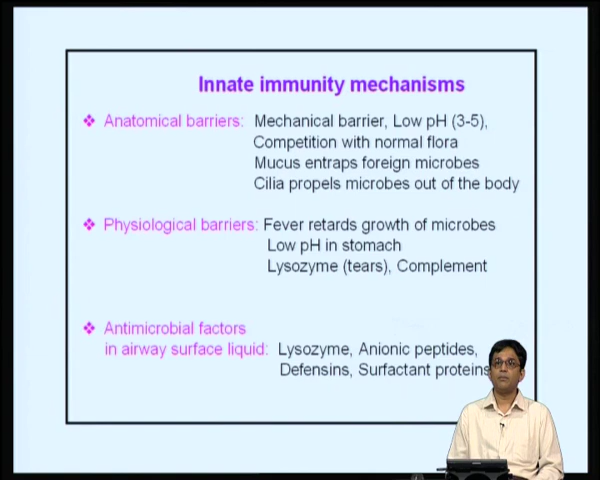 Innate immunity mechanisms
❖ Anatomical barriers: Mechanical barrier, Low pH (3-5),
Competition with normal flora
Mucus entraps foreign microbes
Cilia propels microbes out of the body
❖ Physiological barriers: Fever retards growth of microbes
Low pH in stomach
Lysozyme (tears), Complement
❖ Antimicrobial factors
in airway surface liquid: Lysozyme, Anionic peptides,
Defensins, Surfactant proteins